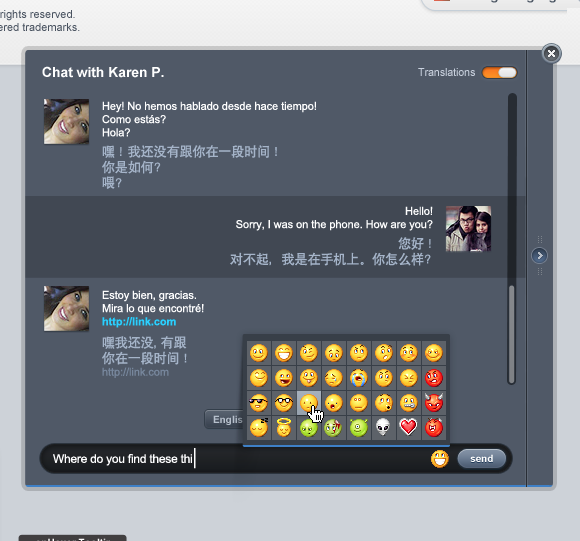 rights reserved.
ered trademarks.
Chat with Karen P.
Translations
Hey! No hemos hablado desde hace tiempo!
Como estás?
Hola?
嘿！我还没有跟你在一段时间！
你是如何?
喂?
Hello!
Sorry, I was on the phone. How are you?
您好！
对不起，我是在手机上。你怎么样?
Estoy bien, gracias.
Mira lo que encontré!
http://link.com
嘿我还没, 有跟
你在一段时间！
http://link.com
Englis
Where do you find these thi
send